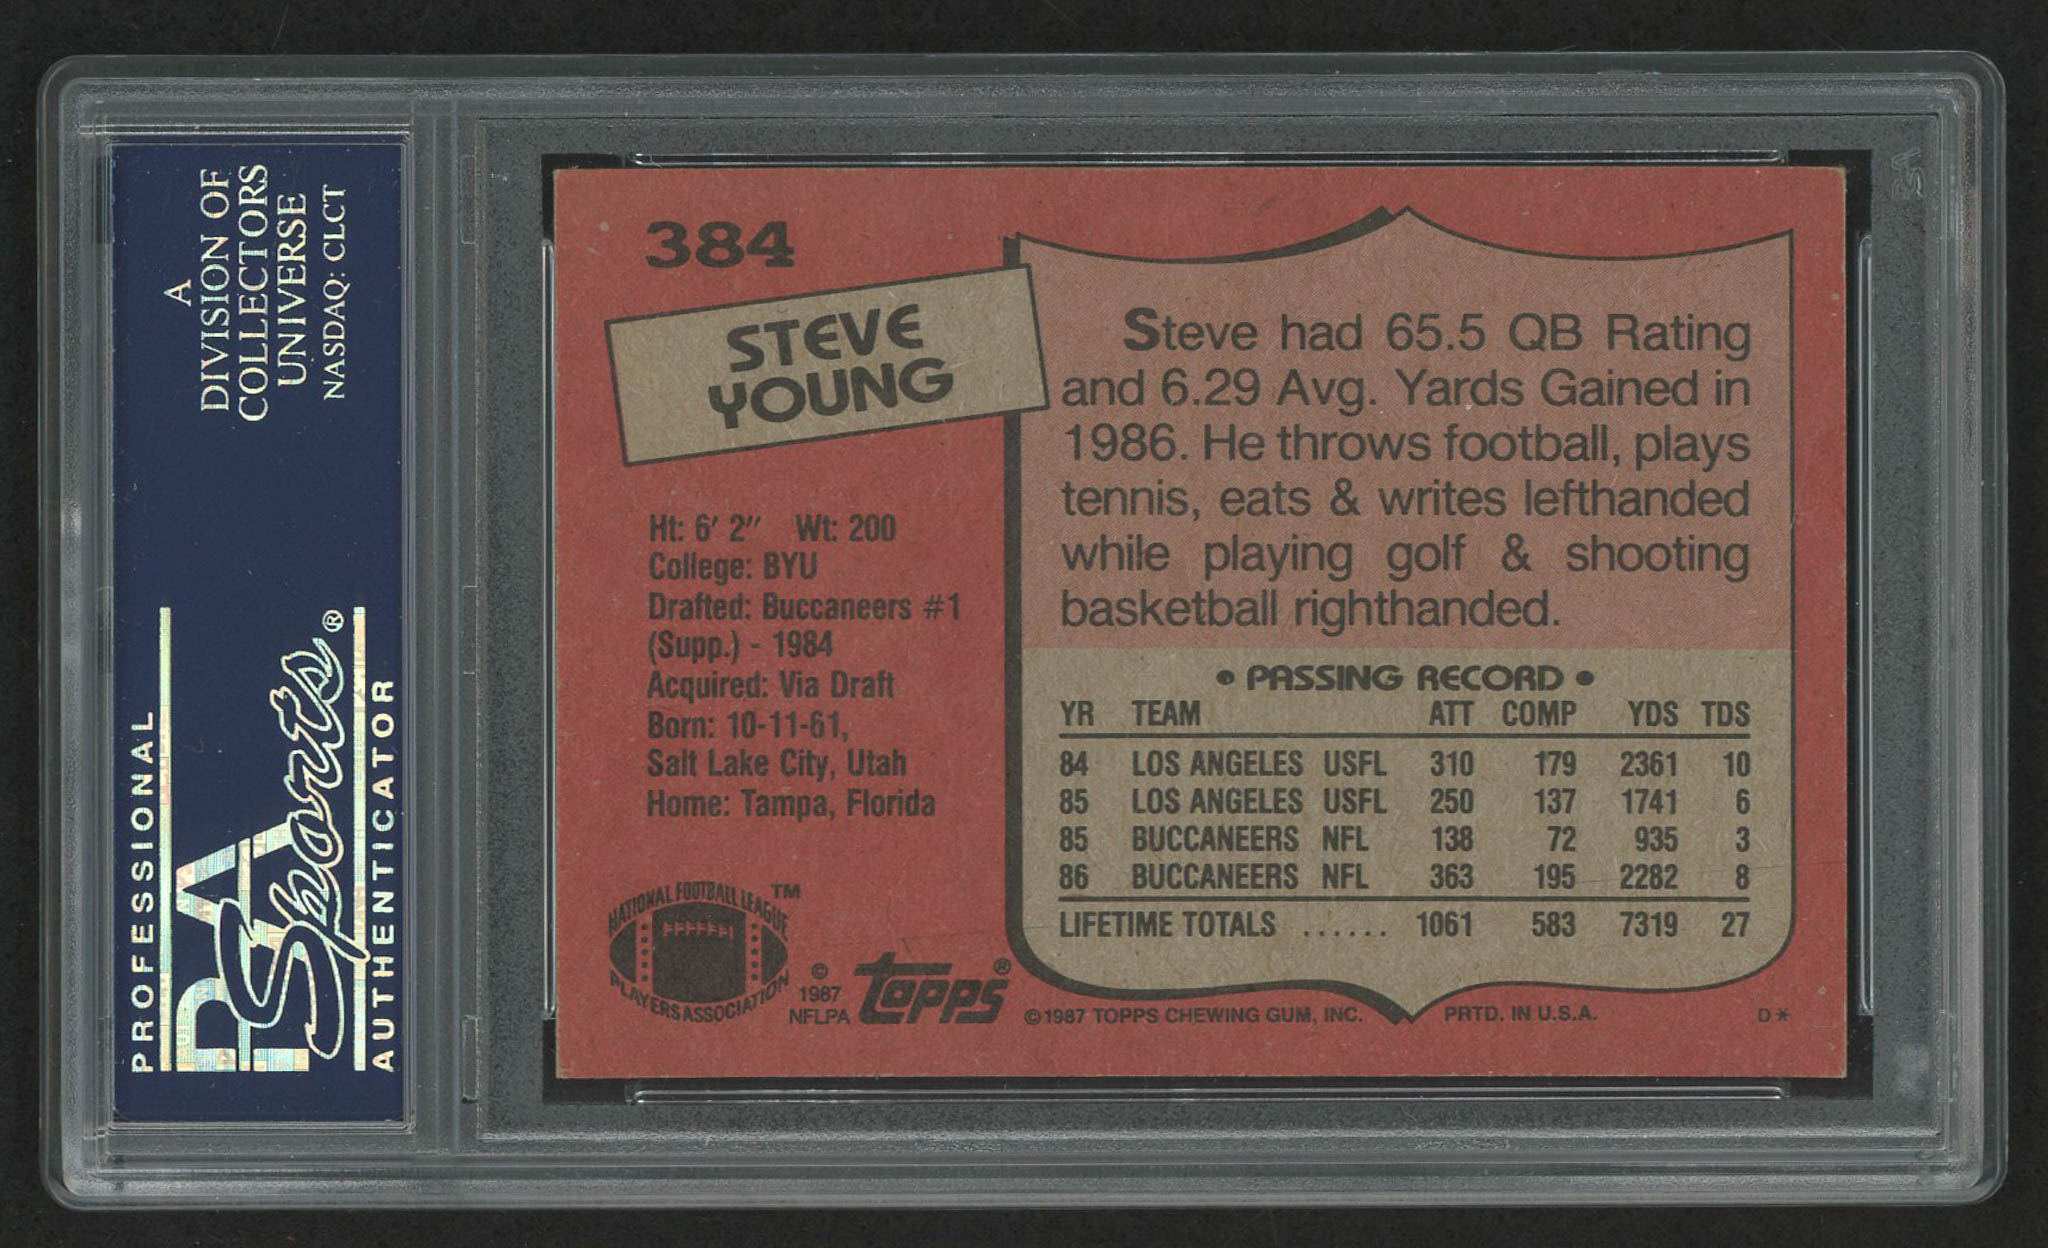 A
DIVISION OF
COLLECTORS
UNIVERSE
NASDAQ: CLCT
PROFESSIONAL
PSA
Sports®
AUTHENTICATOR
384
STEVE
YOUNG
Ht: 6' 2" Wt: 200
College: BYU
Drafted: Buccaneers #1
(Supp.) - 1984
Acquired: Via Draft
Born: 10-11-61,
Salt Lake City, Utah
Home: Tampa, Florida
NATIONAL FOOTBALL LEAGUE ™
PLAYERS ASSOCIATION
©
1987
NFLPA
topps®
Steve had 65.5 QB Rating
and 6.29 Avg. Yards Gained in
1986. He throws football, plays
tennis, eats & writes lefthanded
while playing golf & shooting
basketball righthanded.
• PASSING RECORD •
YR TEAM ATT COMP YDS TDS
84 LOS ANGELES USFL 310 179 2361 10
85 LOS ANGELES USFL 250 137 1741 6
85 BUCCANEERS NFL 138 72 935 3
86 BUCCANEERS NFL 363 195 2282 8
LIFETIME TOTALS ...... 1061 583 7319 27
©1987 TOPPS CHEWING GUM, INC. PRTD. IN U.S.A. D*